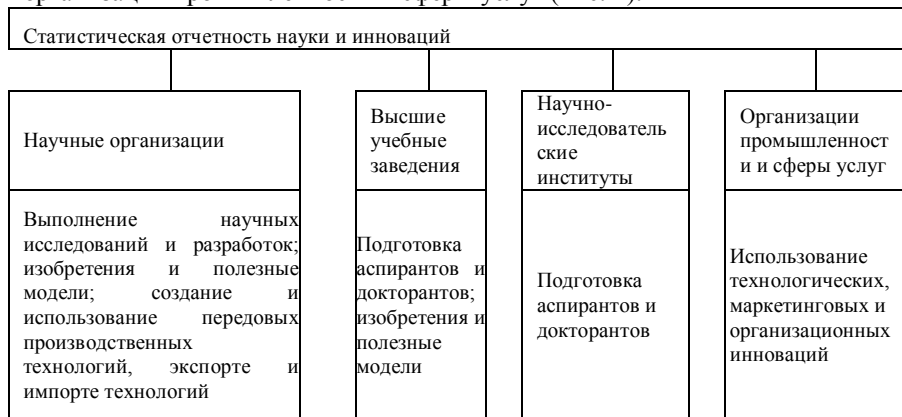 Статистическая отчетность науки и инноваций
Научные организации
Высшие
учебные
заведения
Научно-
исследователь
ские
институты
Организации
промышленност
и и сферы услуг
Выполнение научных
исследований и разработок;
изобретения и полезные
модели; создание и
использование передовых
производственных
технологий, экспорте и
импорте технологий
Подготовка
аспирантов и
докторантов;
изобретения и
полезные
модели
Подготовка
аспирантов и
докторантов
Использование
технологических,
маркетинговых и
организационных
инноваций